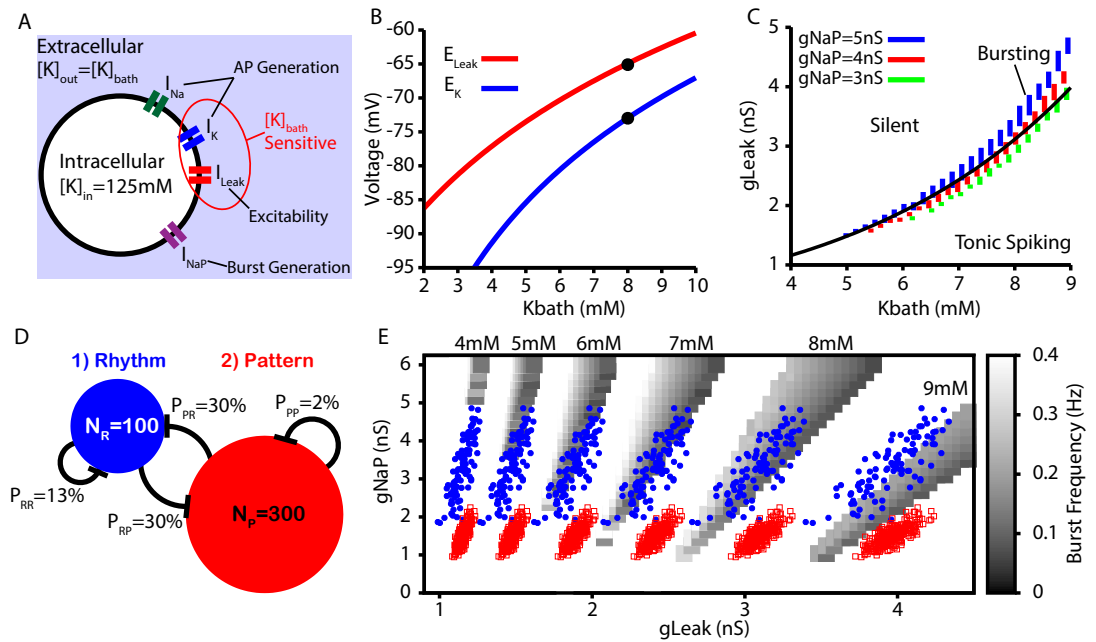 A
Extracellular
[K]out=[K]bath
AP Generation
INa
IK
[K]bath
Sensitive
Intracellular
[K]in=125mM
ILeak
Excitability
INaP
Burst Generation
B
ELeak
EK
-60
-65
-70
-75
-80
-85
-90
-95
Voltage (mV)
2 3 4 5 6 7 8 9 10
Kbath (mM)
C
gNaP=5nS
gNaP=4nS
gNaP=3nS
Bursting
Silent
Tonic Spiking
5
4
3
2
1
gLeak (nS)
4 5 6 7 8 9
Kbath (mM)
D
1) Rhythm
2) Pattern
NR=100
NP=300
PPR=30%
PPP=2%
PRR=13%
PRP=30%
E
4mM 5mM 6mM 7mM 8mM
9mM
6
5
4
3
2
1
0
gNaP (nS)
1 2 3 4
gLeak (nS)
0.4
0.3
0.2
0.1
0
Burst Frequency (Hz)